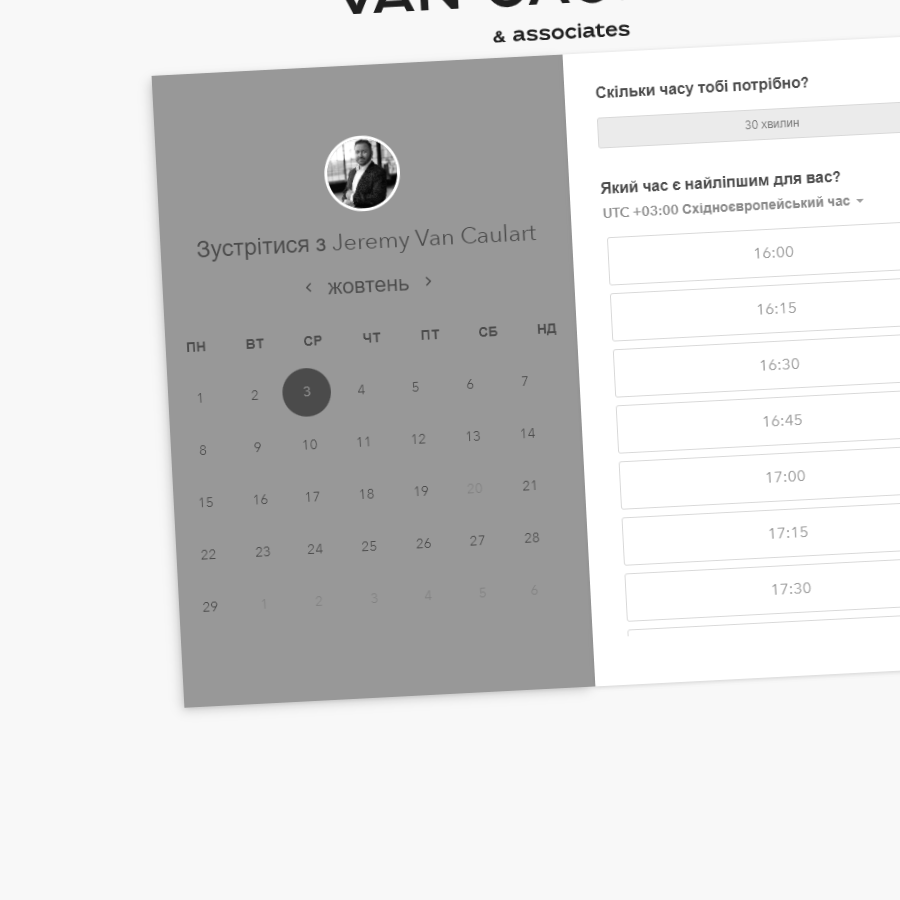 & associates
Зустрітися з Jeremy Van Caulart
жовтень
ПН ВТ СР ЧТ ПТ СБ НД
1 2 3 4 5 6 7
8 9 10 11 12 13 14
15 16 17 18 19 20 21
22 23 24 25 26 27 28
29 1 2 3 4 5 6
Скільки часу тобі потрібно?
30 хвилин
Який час є найліпшим для вас?
UTC +03:00 Східноєвропейський час
16:00
16:15
16:30
16:45
17:00
17:15
17:30